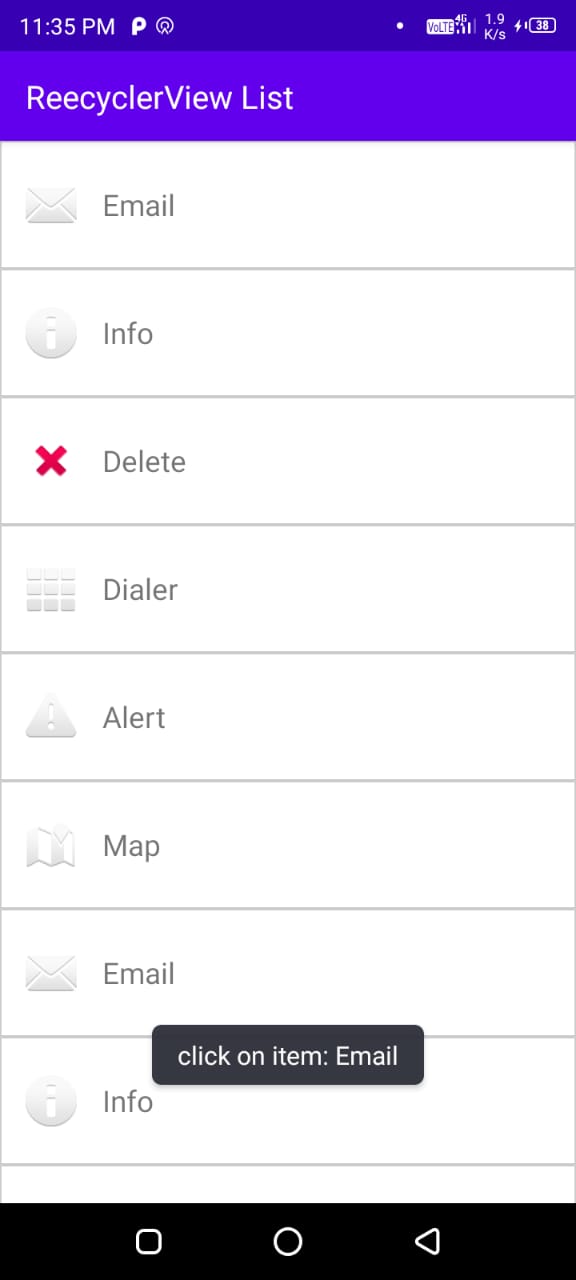 11:35 PM
VoLTE 4G 1.9 K/s 38
ReecyclerView List
Email
Info
Delete
Dialer
Alert
Map
Email
click on item: Email
Info